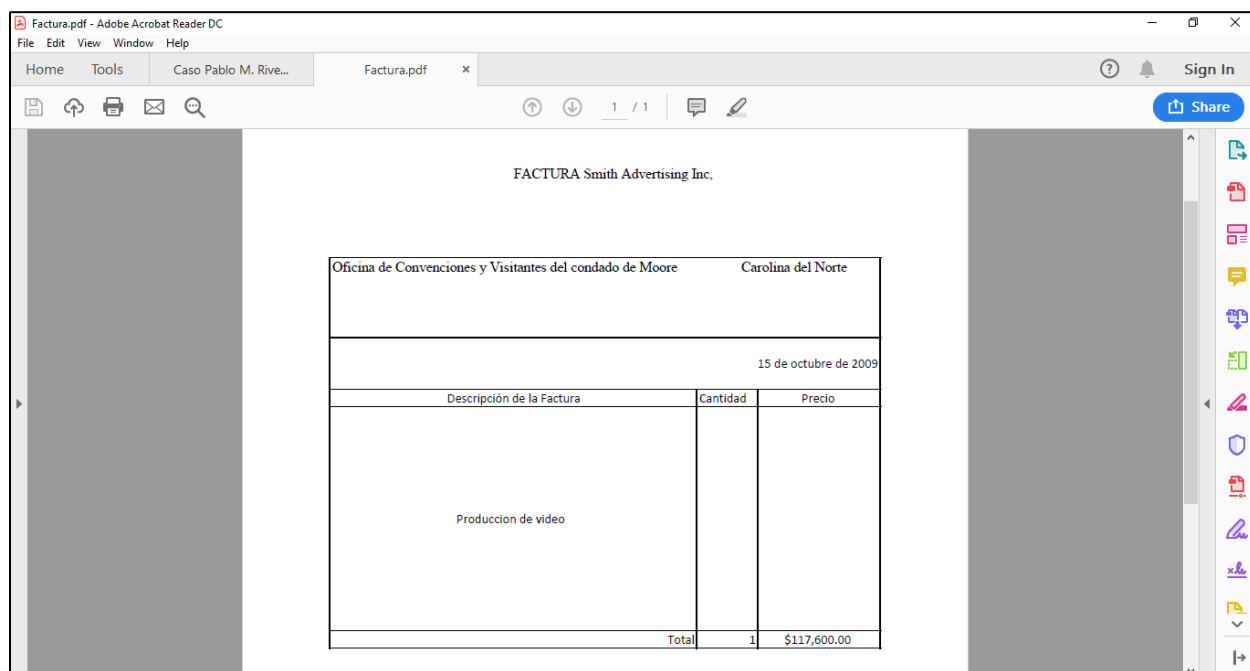 Factura.pdf - Adobe Acrobat Reader DC
File Edit View Window Help
Home Tools Caso Pablo M. Rive... Factura.pdf × Sign In
1 / 1 Share
FACTURA Smith Advertising Inc,
Oficina de Convenciones y Visitantes del condado de Moore Carolina del Norte
15 de octubre de 2009
Descripción de la Factura Cantidad Precio
Produccion de video
Total 1 $117,600.00